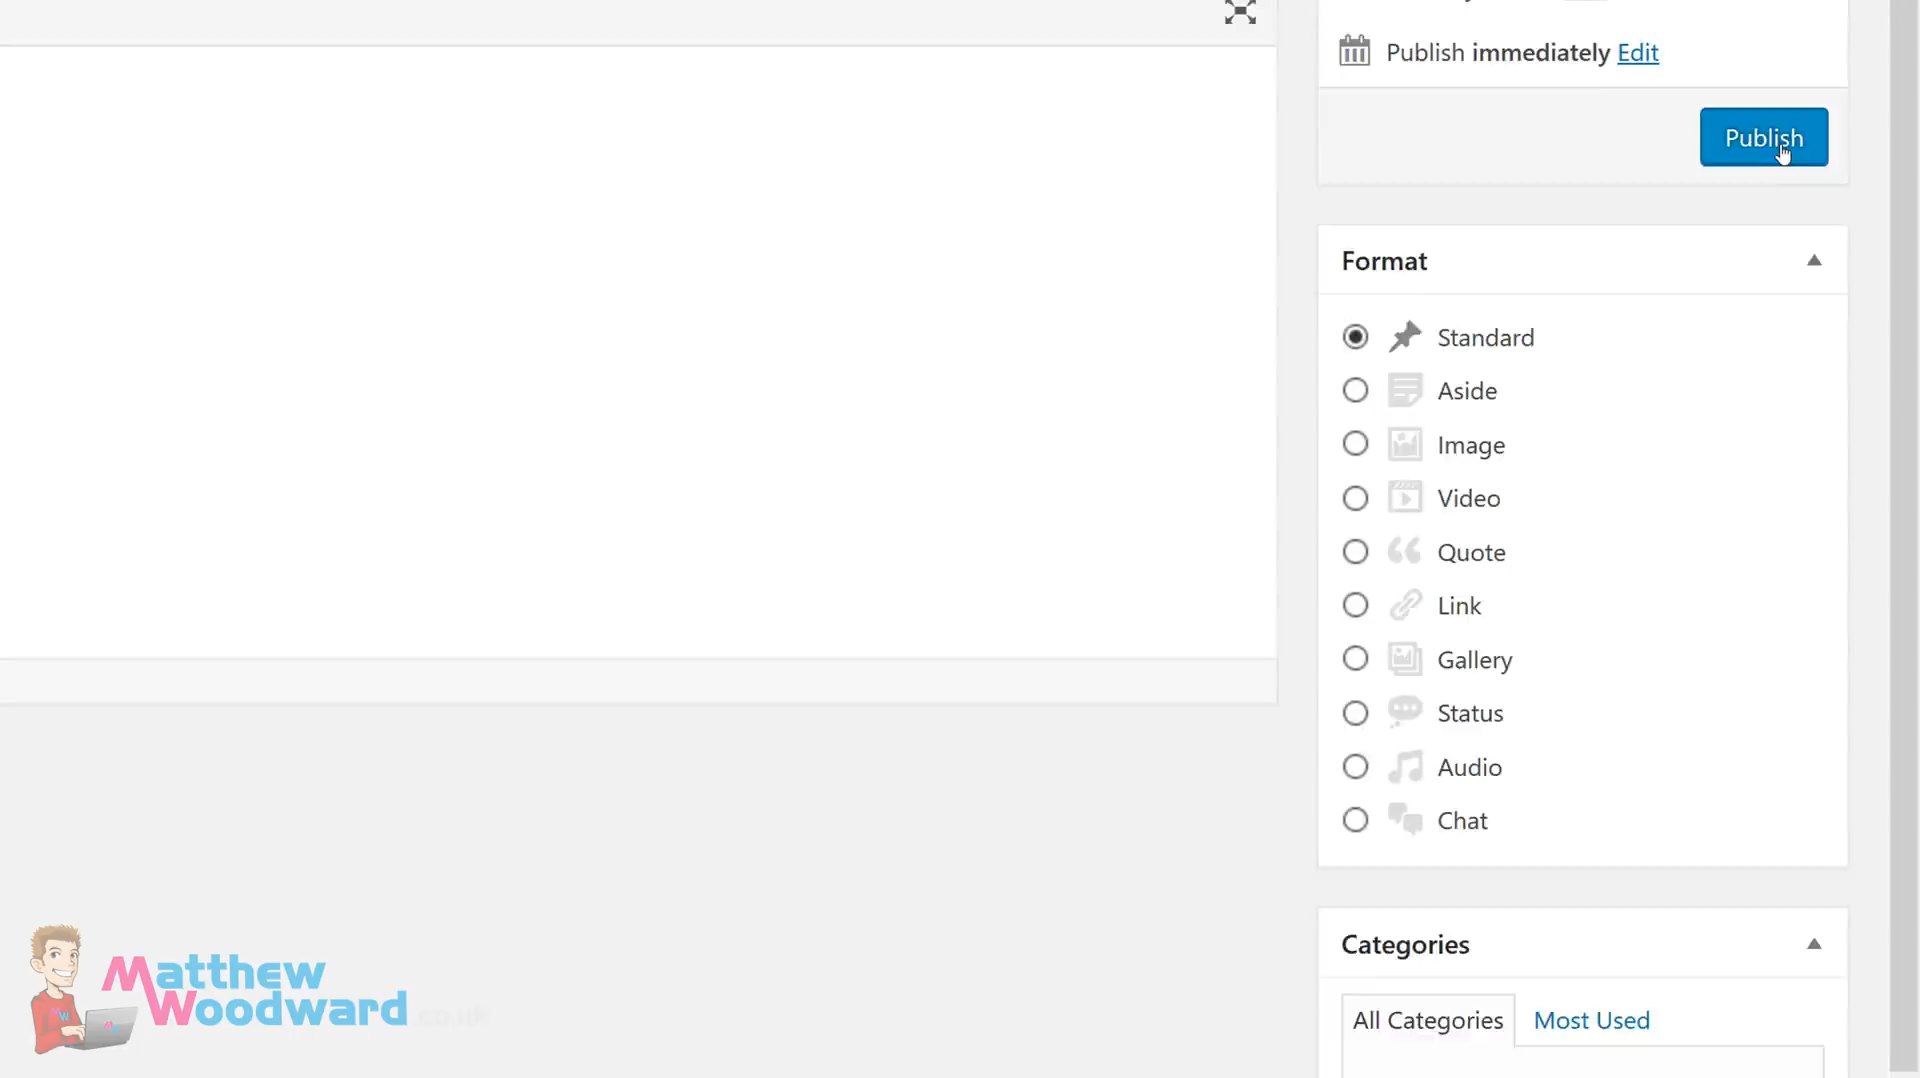 Publish immediately Edit
Publish
Format
Standard
Aside
Image
Video
Quote
Link
Gallery
Status
Audio
Chat
Categories
All Categories Most Used
Matthew
Woodward.co.uk